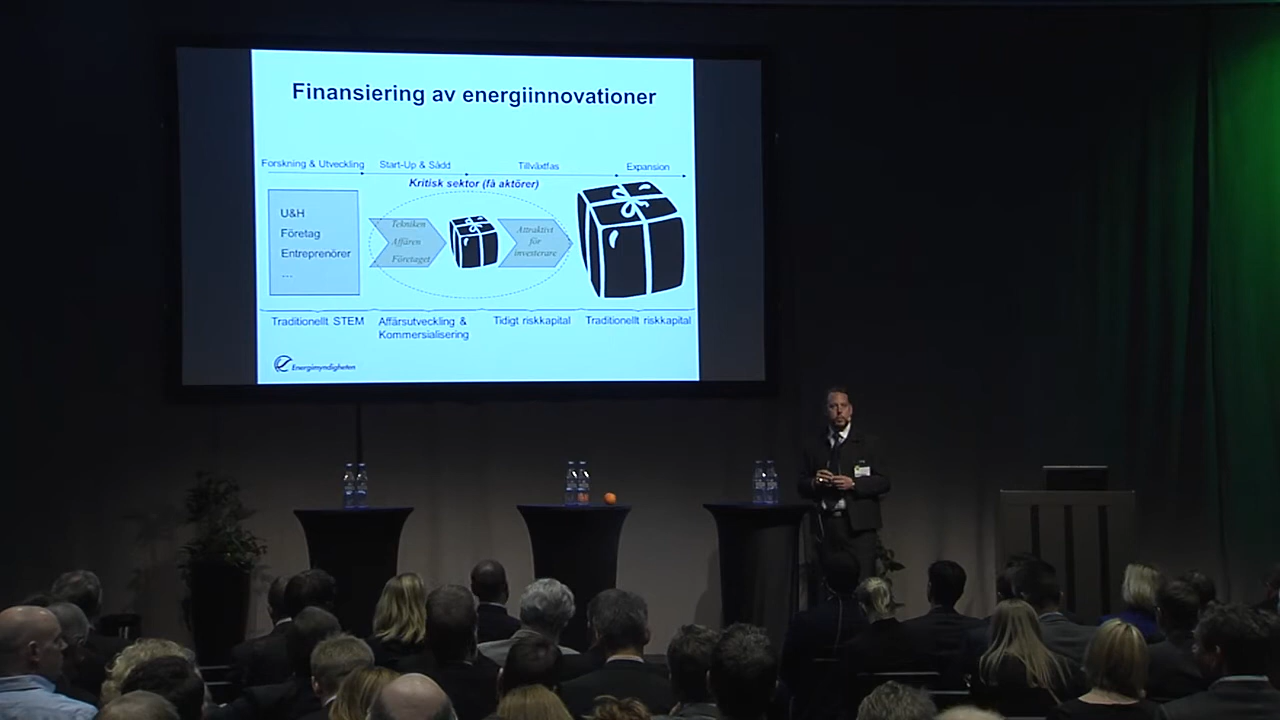 Finansiering av energiinnovationer
Forskning & Utveckling
Start-Up & Sådd
Tillväxtfas
Expansion
Kritisk sektor (få aktörer)
U&H
Företag
Entreprenörer
...
Tekniken
Affären
Företaget
Attraktivt
för
investerare
Traditionellt STEM
Affärsutveckling &
Kommersialisering
Tidigt riskkapital
Traditionellt riskkapital
Energimyndigheten